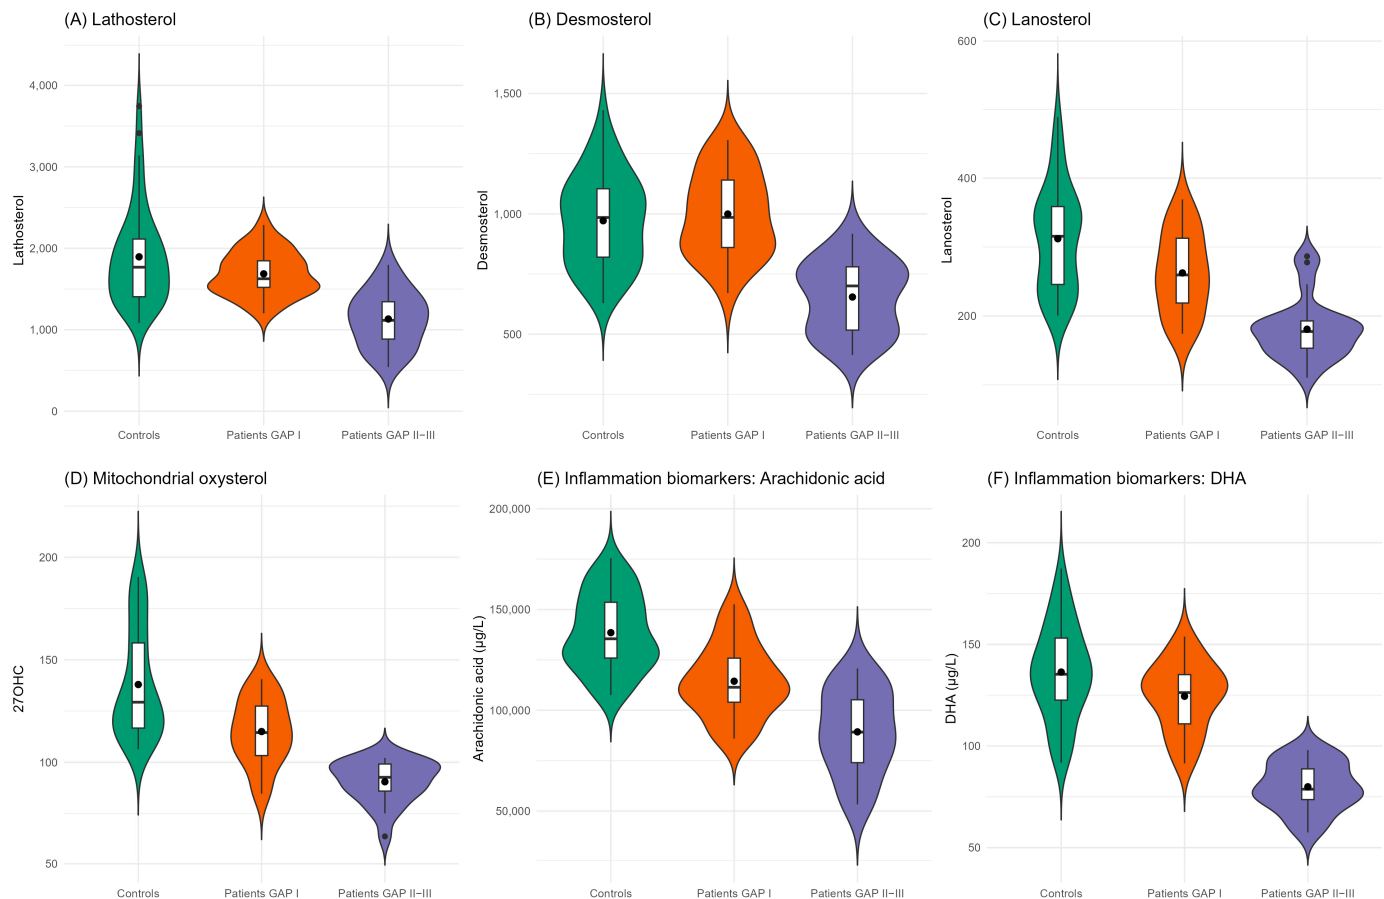 (A) Lathosterol
Lathosterol
4,000
3,000
2,000
1,000
0
Controls
Patients GAP I
Patients GAP II−III
(B) Desmosterol
Desmosterol
1,500
1,000
500
Controls
Patients GAP I
Patients GAP II−III
(C) Lanosterol
Lanosterol
600
400
200
Controls
Patients GAP I
Patients GAP II−III
(D) Mitochondrial oxysterol
27OHC
200
150
100
50
Controls
Patients GAP I
Patients GAP II−III
(E) Inflammation biomarkers: Arachidonic acid
Arachidonic acid (µg/L)
200,000
150,000
100,000
50,000
Controls
Patients GAP I
Patients GAP II−III
(F) Inflammation biomarkers: DHA
DHA (µg/L)
200
150
100
50
Controls
Patients GAP I
Patients GAP II−III